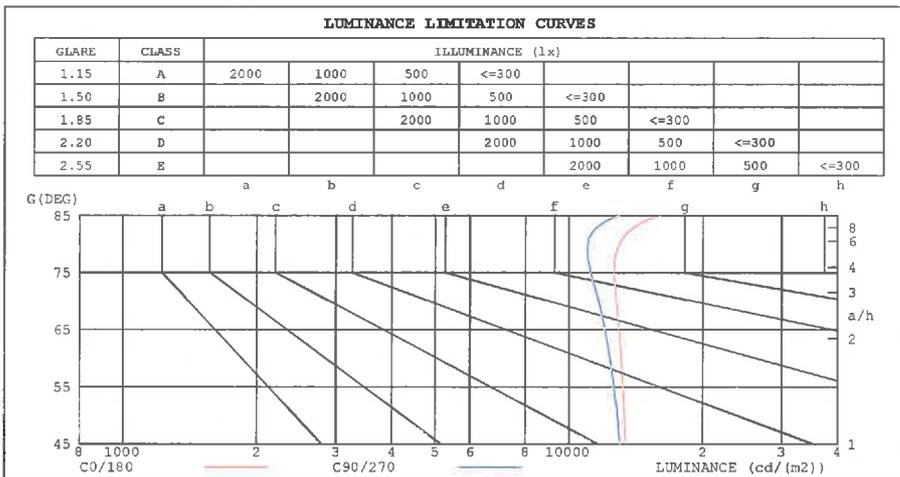 LUMINANCE LIMITATION CURVES
GLARE CLASS ILLUMINANCE (lx)
1.15 A 2000 1000 500 <=300
1.50 B 2000 1000 500 <=300
1.85 C 2000 1000 500 <=300
2.20 D 2000 1000 500 <=300
2.55 E 2000 1000 500 <=300
a b c d e f g h
G(DEG)
a b c d e f g h
85
8
6
75 4
3
a/h
65 2
55
45 1
8 1000 2 3 4 5 6 8 10000 2 3 4
C0/180 C90/270 LUMINANCE (cd/(m2))